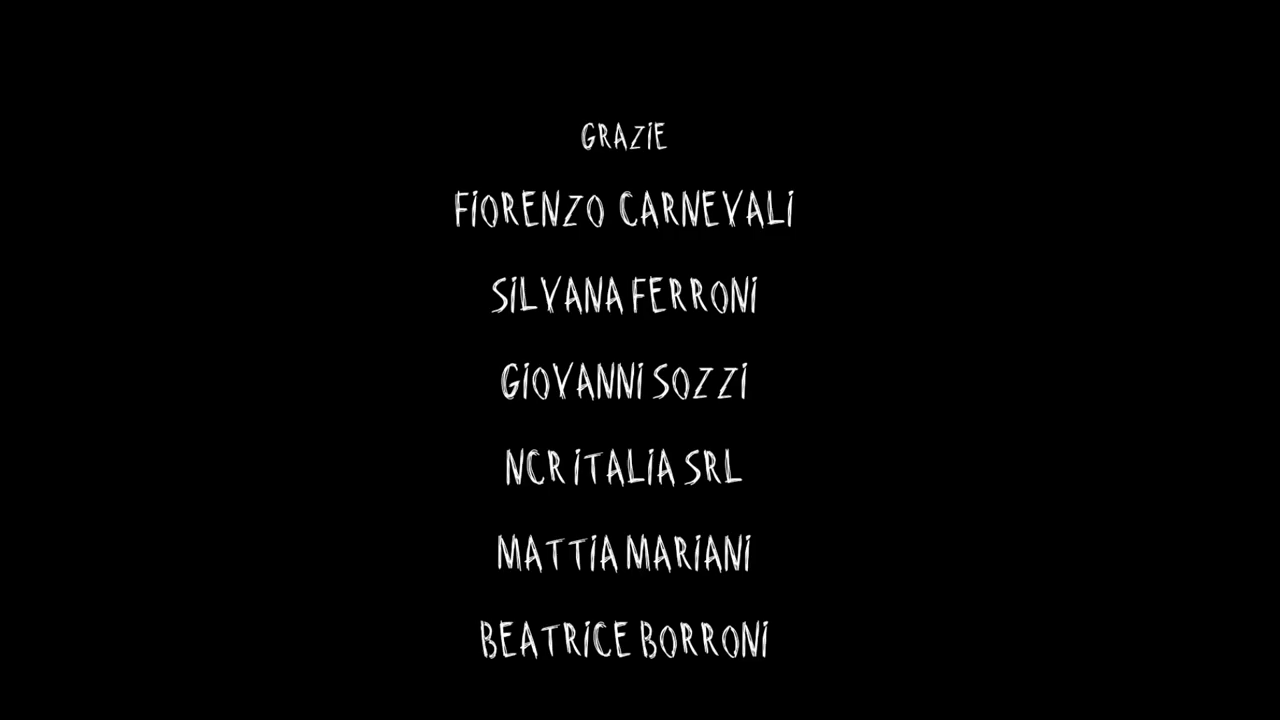 GRAZIE
FIORENZO CARNEVALI
SILVANA FERRONI
GIOVANNI SOZZI
NCR ITALIA SRL
MATTIA MARIANI
BEATRICE BORRONI